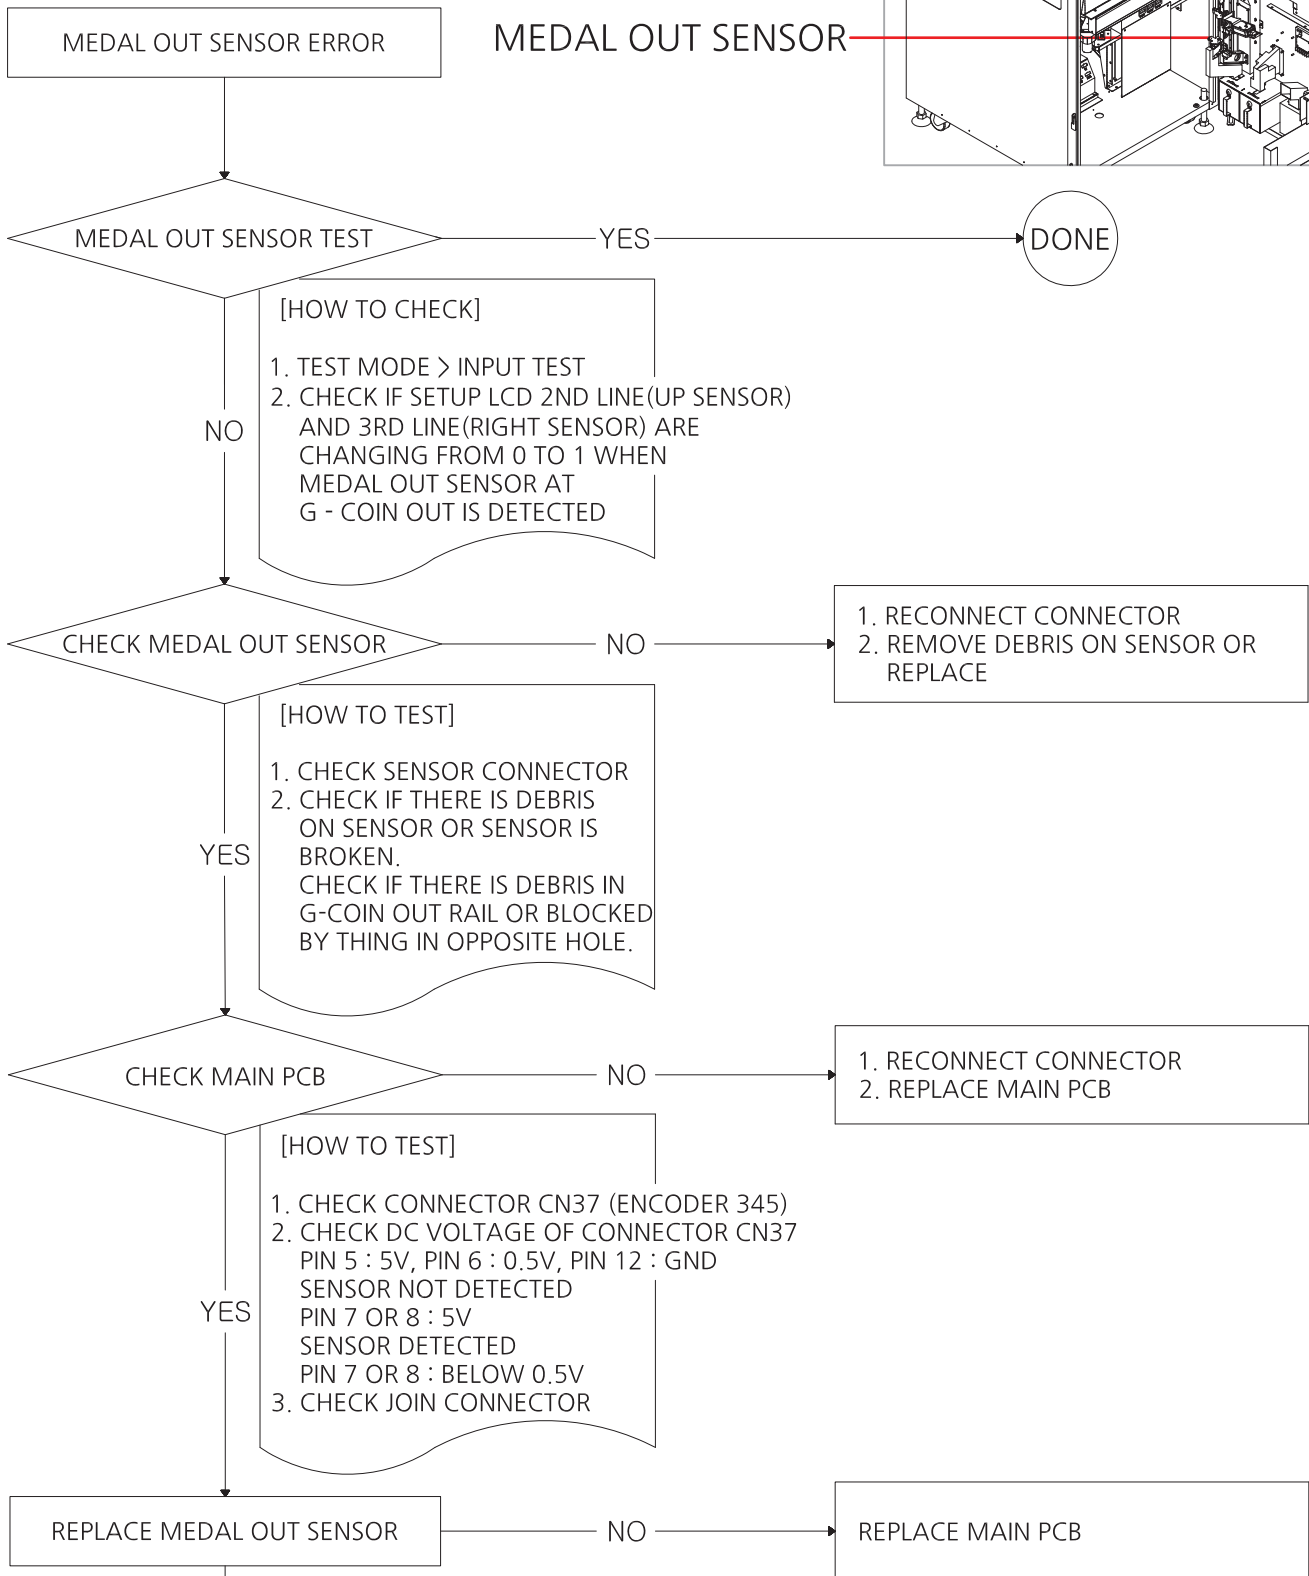 MEDAL OUT SENSOR ERROR
MEDAL OUT SENSOR
MEDAL OUT SENSOR TEST
YES
DONE
[HOW TO CHECK]
1. TEST MODE > INPUT TEST
2. CHECK IF SETUP LCD 2ND LINE(UP SENSOR)
AND 3RD LINE(RIGHT SENSOR) ARE
CHANGING FROM 0 TO 1 WHEN
MEDAL OUT SENSOR AT
G - COIN OUT IS DETECTED
NO
CHECK MEDAL OUT SENSOR
NO
1. RECONNECT CONNECTOR
2. REMOVE DEBRIS ON SENSOR OR
REPLACE
[HOW TO TEST]
1. CHECK SENSOR CONNECTOR
2. CHECK IF THERE IS DEBRIS
ON SENSOR OR SENSOR IS
BROKEN.
CHECK IF THERE IS DEBRIS IN
G-COIN OUT RAIL OR BLOCKED
BY THING IN OPPOSITE HOLE.
YES
CHECK MAIN PCB
NO
1. RECONNECT CONNECTOR
2. REPLACE MAIN PCB
[HOW TO TEST]
1. CHECK CONNECTOR CN37 (ENCODER 345)
2. CHECK DC VOLTAGE OF CONNECTOR CN37
PIN 5 : 5V, PIN 6 : 0.5V, PIN 12 : GND
SENSOR NOT DETECTED
PIN 7 OR 8 : 5V
SENSOR DETECTED
PIN 7 OR 8 : BELOW 0.5V
3. CHECK JOIN CONNECTOR
YES
REPLACE MEDAL OUT SENSOR
NO
REPLACE MAIN PCB